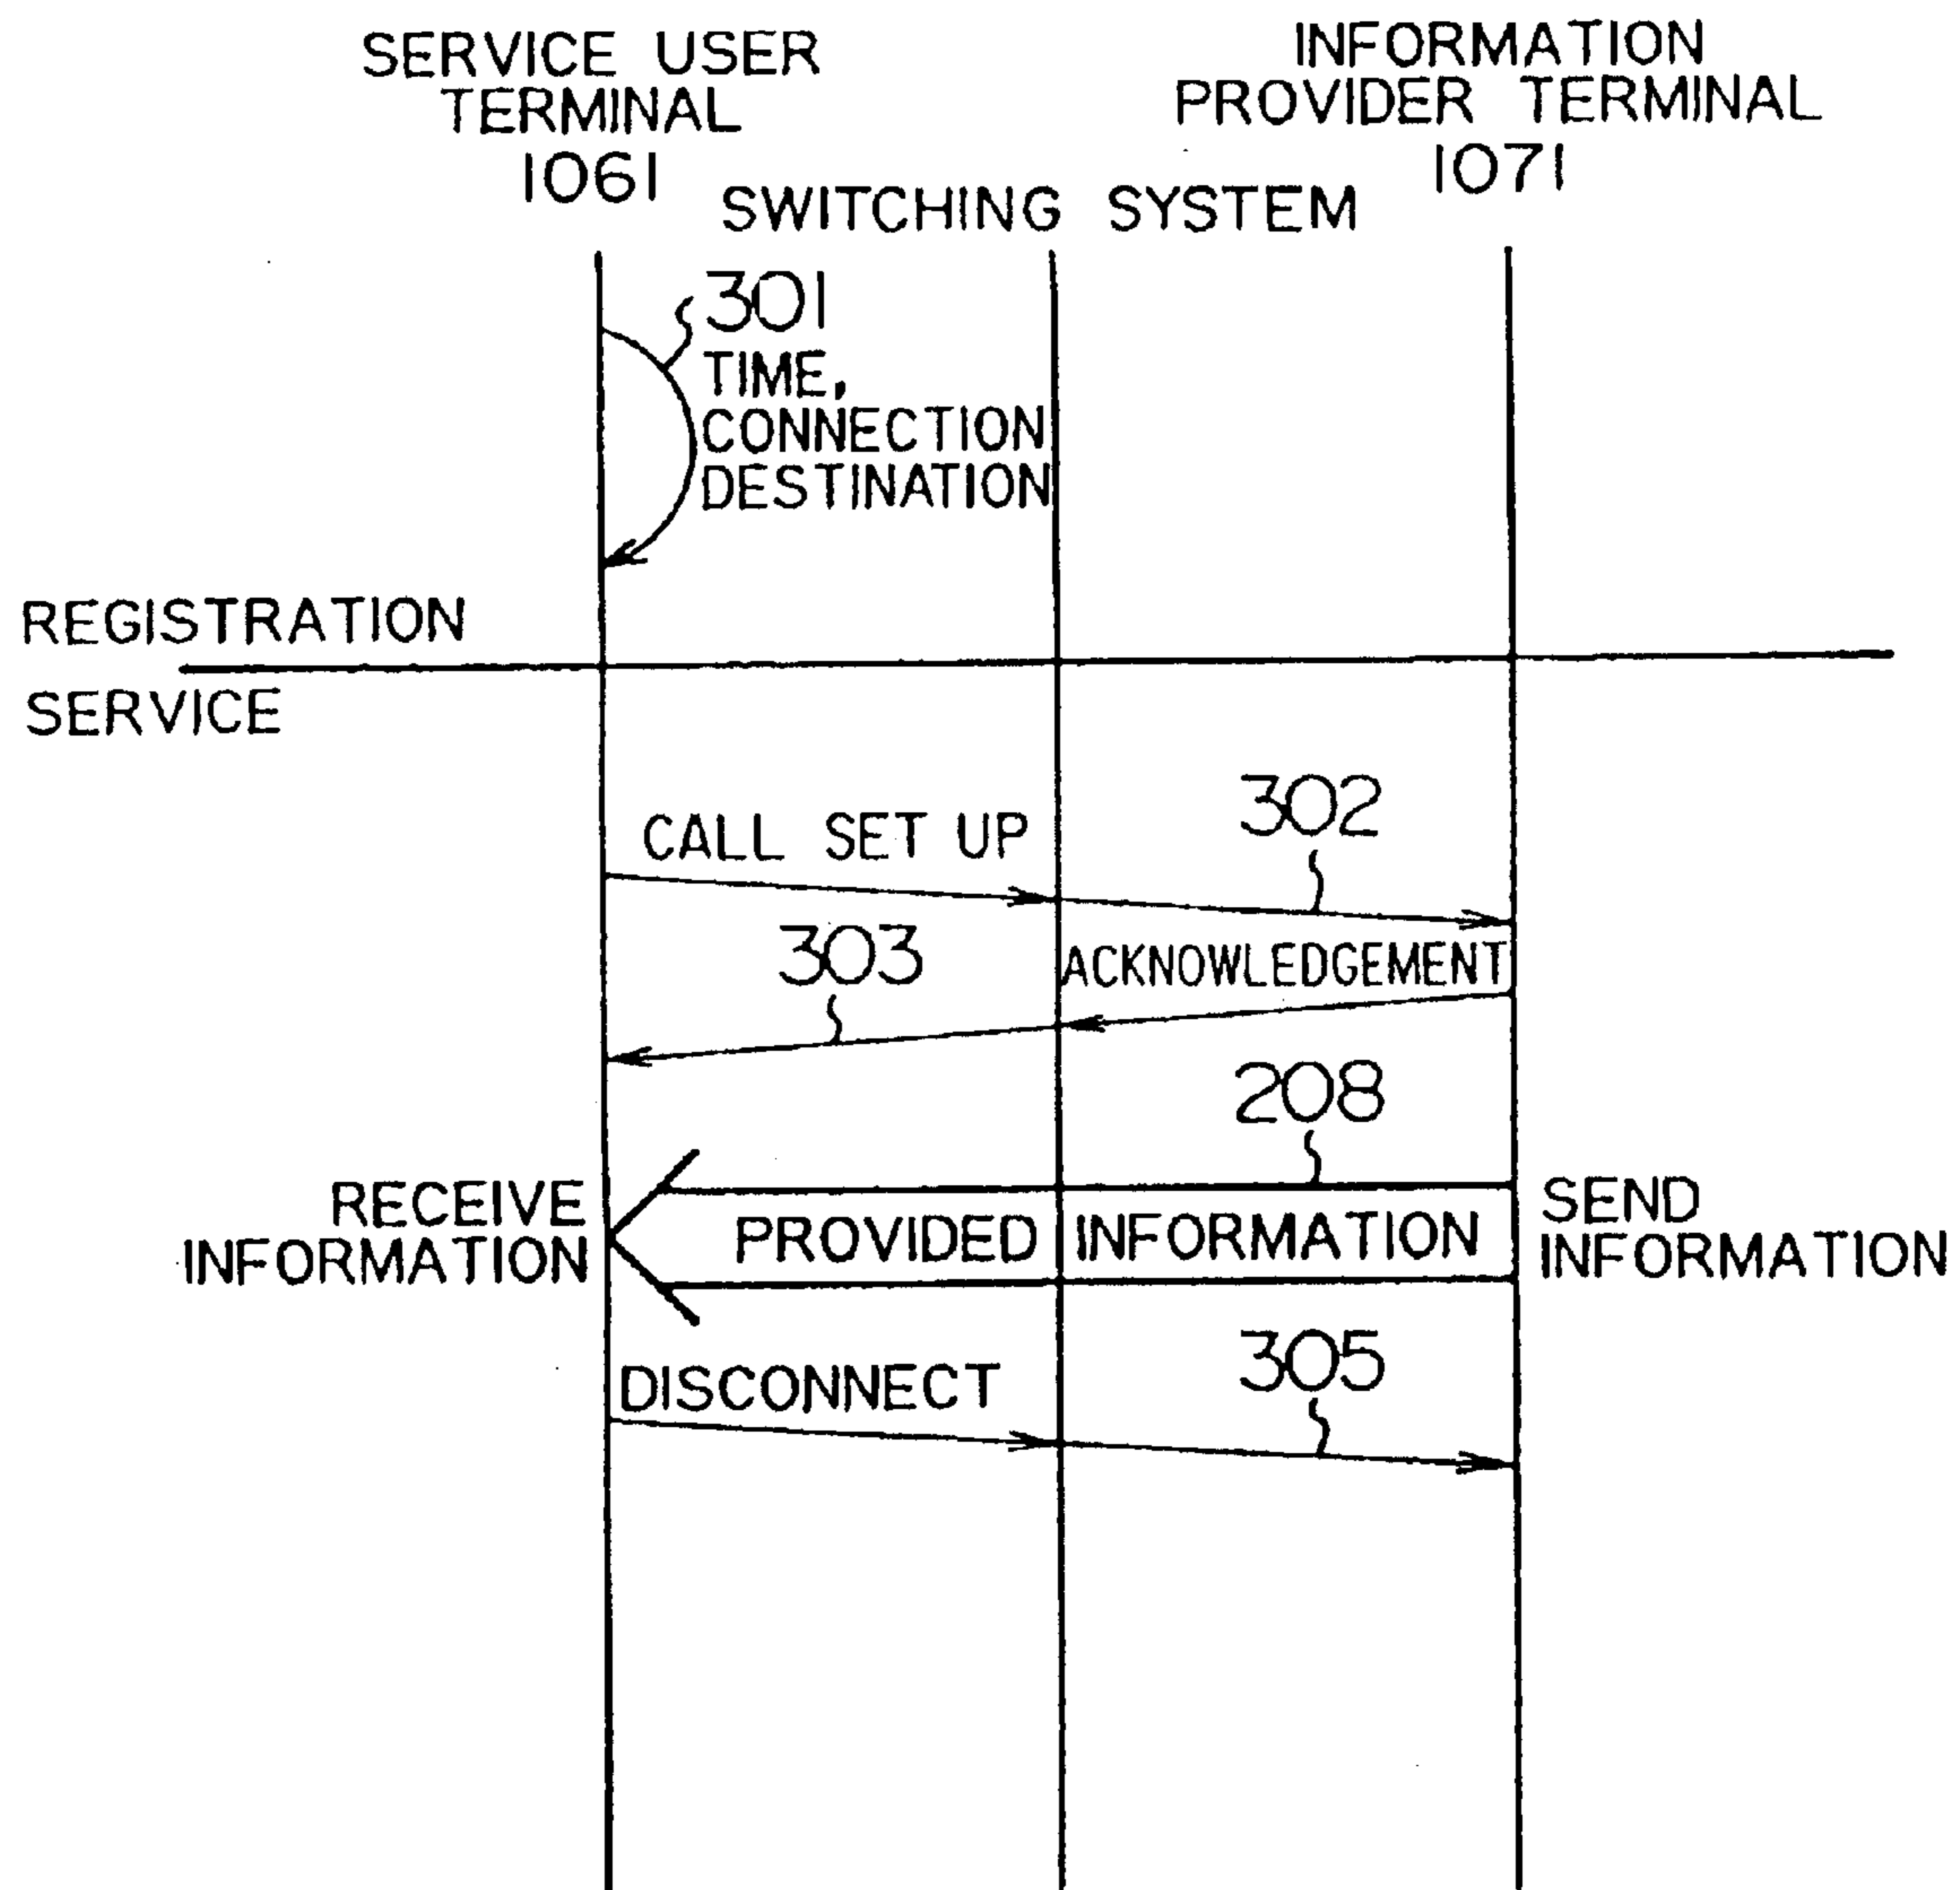 SERVICE USER
TERMINAL
1061
INFORMATION
PROVIDER TERMINAL
1071
SWITCHING SYSTEM
301
TIME,
CONNECTION
DESTINATION
REGISTRATION
SERVICE
CALL SET UP
302
303
ACKNOWLEDGEMENT
208
RECEIVE
INFORMATION
PROVIDED INFORMATION
SEND
INFORMATION
DISCONNECT
305